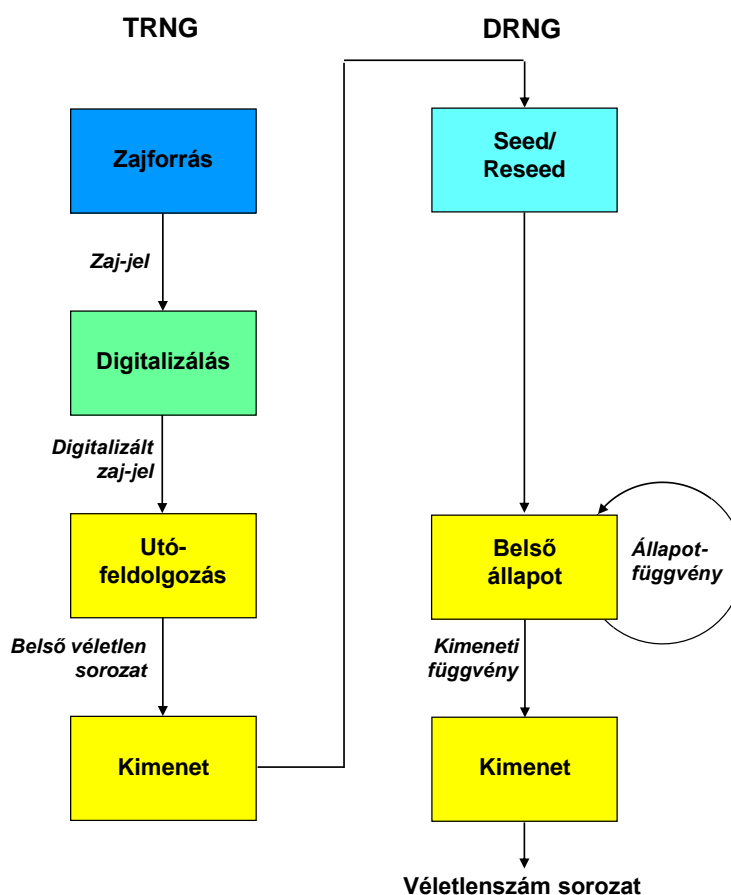 TRNG
Zajforrás
Zaj-jel
Digitalizálás
Digitalizált
zaj-jel
Utó-
feldolgozás
Belső véletlen
sorozat
Kimenet
DRNG
Seed/
Reseed
Belső
állapot
Állapot-
függvény
Kimeneti
függvény
Kimenet
Véletlenszám sorozat